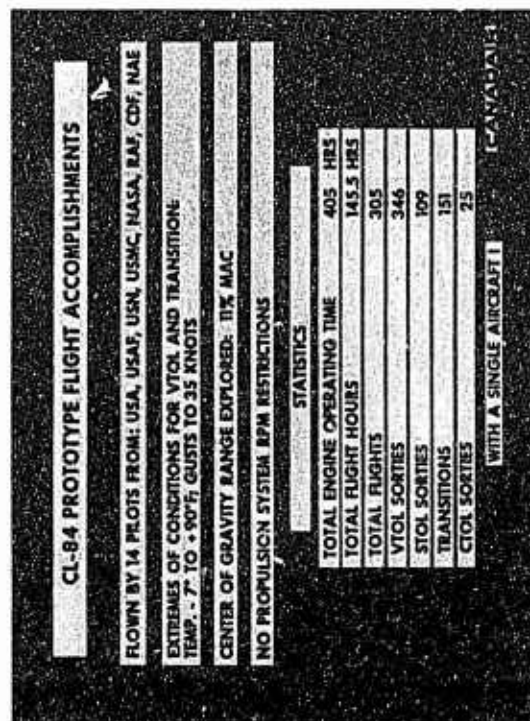 CL-84 PROTOTYPE FLIGHT ACCOMPLISHMENTS
FLOWN BY 14 PILOTS FROM: USA, USAF, USN, USMC, NASA, RAF, CDF, NAE
EXTREMES OF CONDITIONS FOR VTOL AND TRANSITION:
TEMP. - 7° TO + 90°F; GUSTS TO 35 KNOTS
CENTER OF GRAVITY RANGE EXPLORED: 11% MAC
NO PROPULSION SYSTEM RPM RESTRICTIONS
STATISTICS
TOTAL ENGINE OPERATING TIME 405 HRS
TOTAL FLIGHT HOURS 145.5 HRS
TOTAL FLIGHTS 305
VTOL SORTIES 346
STOL SORTIES 109
TRANSITIONS 151
CTOL SORTIES 25
WITH A SINGLE AIRCRAFT !
CANADAIR